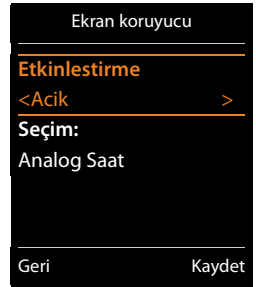 Ekran koruyucu
Etkinlestirme
<Acik >
Seçim:
Analog Saat
Geri Kaydet